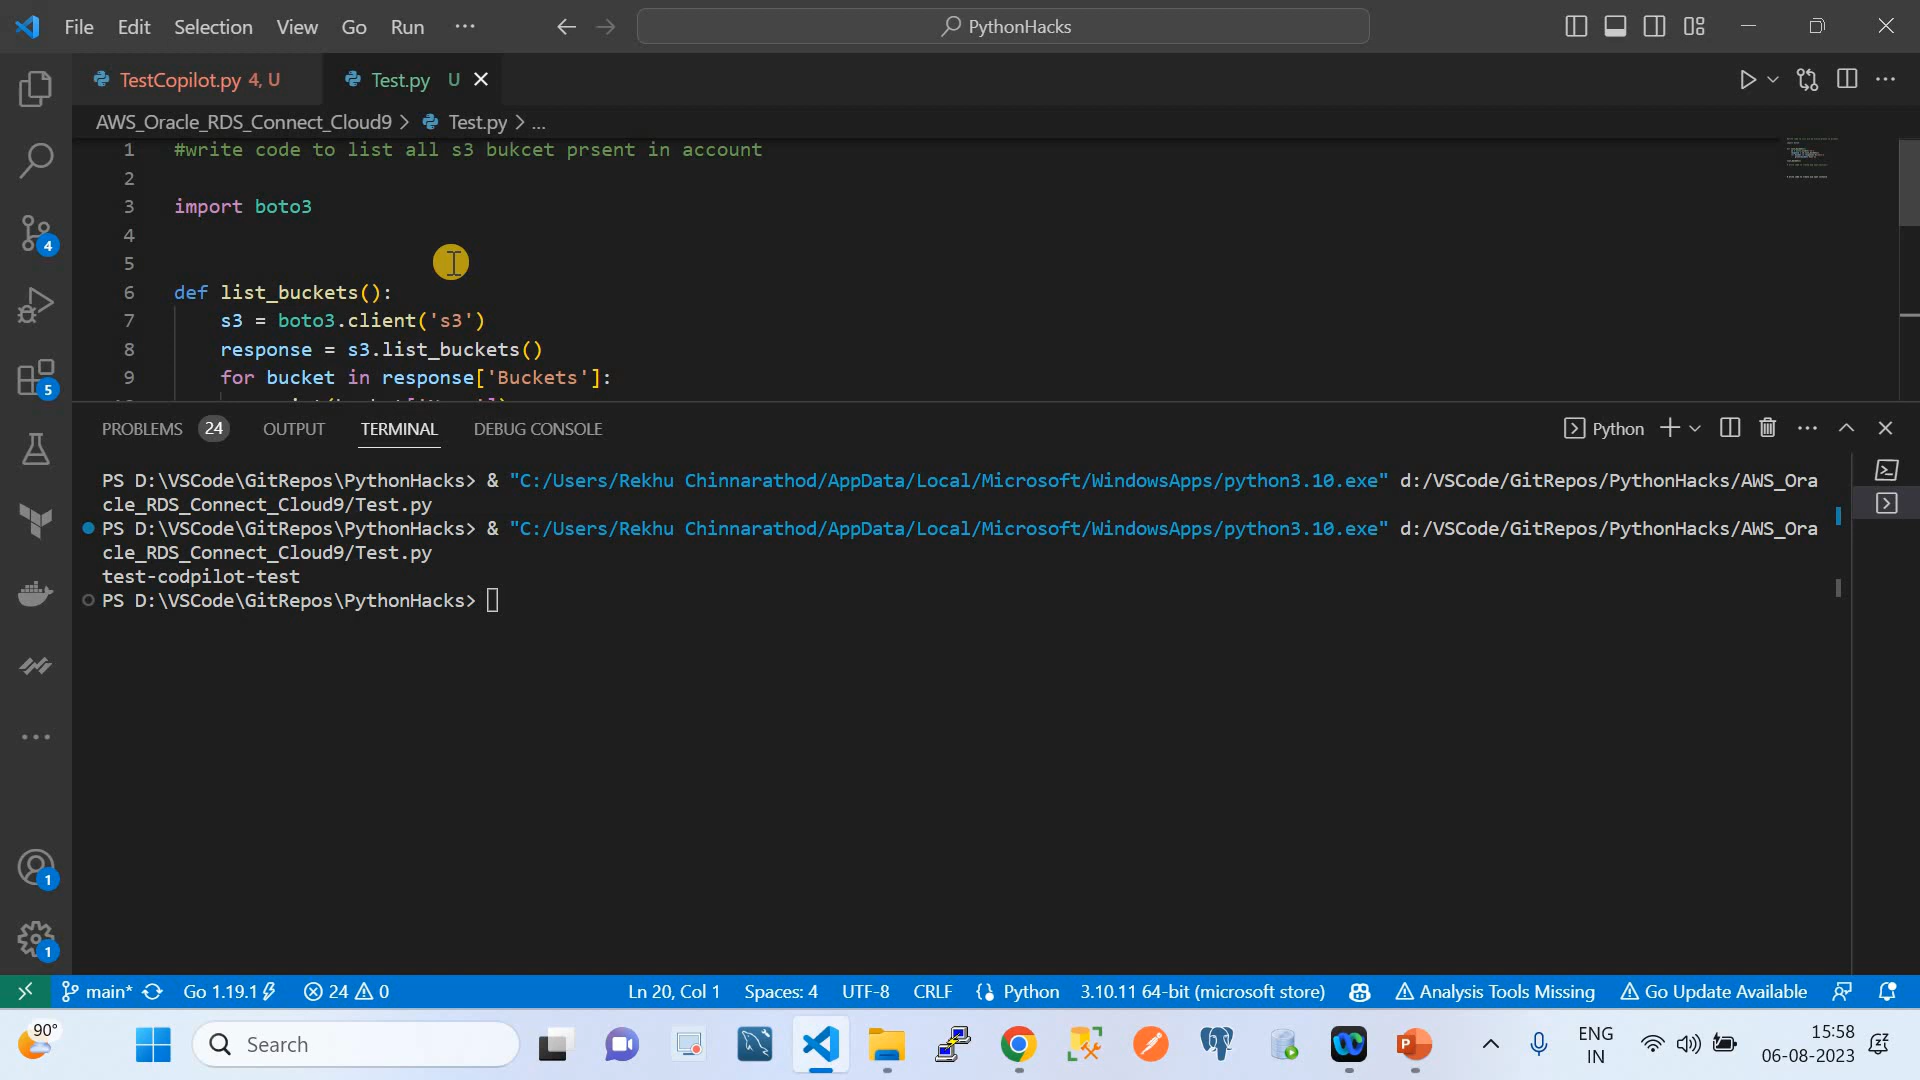 File Edit Selection View Go Run ...
PythonHacks
TestCopilot.py 4, U
Test.py U
AWS_Oracle_RDS_Connect_Cloud9 > Test.py > ...
1 #write code to list all s3 bukcet prsent in account
2
3 import boto3
4
5
6 def list_buckets():
7 s3 = boto3.client('s3')
8 response = s3.list_buckets()
9 for bucket in response['Buckets']:
PROBLEMS 24 OUTPUT TERMINAL DEBUG CONSOLE
Python
PS D:\VSCode\GitRepos\PythonHacks> & "C:/Users/Rekhu Chinnarathod/AppData/Local/Microsoft/WindowsApps/python3.10.exe" d:/VSCode/GitRepos/PythonHacks/AWS_Ora
cle_RDS_Connect_Cloud9/Test.py
PS D:\VSCode\GitRepos\PythonHacks> & "C:/Users/Rekhu Chinnarathod/AppData/Local/Microsoft/WindowsApps/python3.10.exe" d:/VSCode/GitRepos/PythonHacks/AWS_Ora
cle_RDS_Connect_Cloud9/Test.py
test-codpilot-test
PS D:\VSCode\GitRepos\PythonHacks>
4
5
1
1
main* Go 1.19.1 24 0 Ln 20, Col 1 Spaces: 4 UTF-8 CRLF Python 3.10.11 64-bit (microsoft store) Analysis Tools Missing Go Update Available
90°
Search
ENG
IN
15:58
06-08-2023